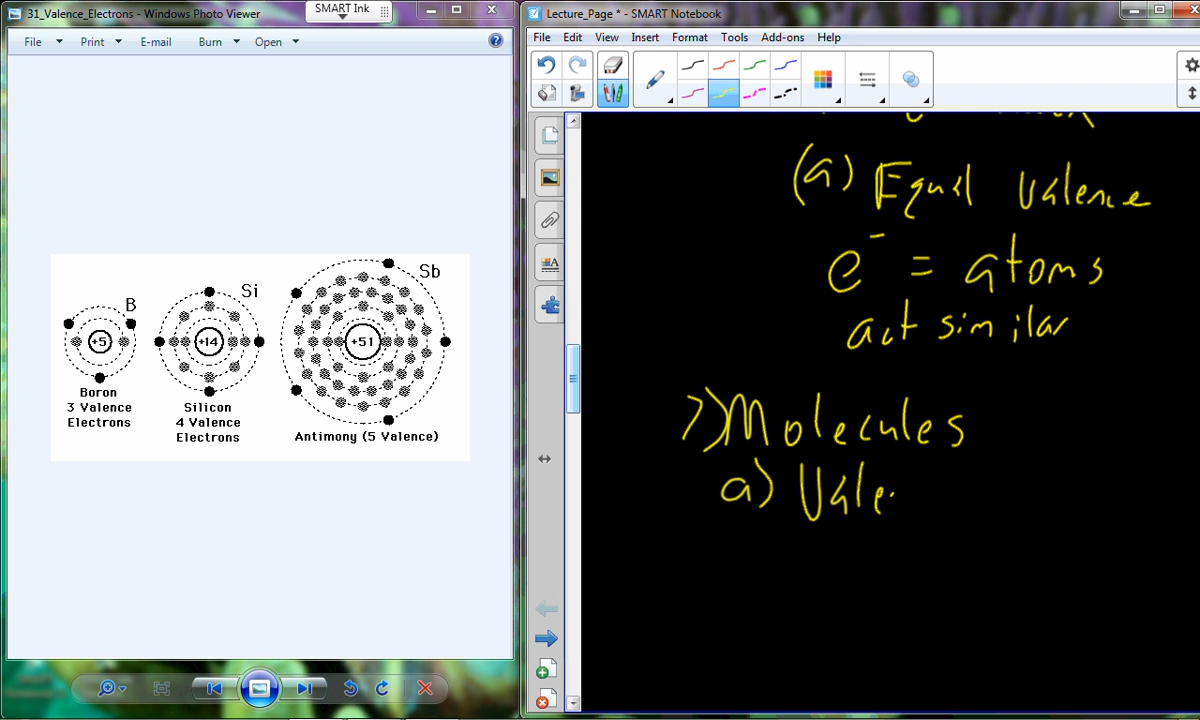 31_Valence_Electrons - Windows Photo Viewer
SMART Ink
File Print E-mail Burn Open
B
Si
Sb
+5
+14
+51
Boron
3 Valence
Electrons
Silicon
4 Valence
Electrons
Antimony (5 Valence)
Lecture_Page * - SMART Notebook
File Edit View Insert Format Tools Add-ons Help
(a) Equal Valence
e⁻ = atoms
act similar
7) Molecules
a) Vale